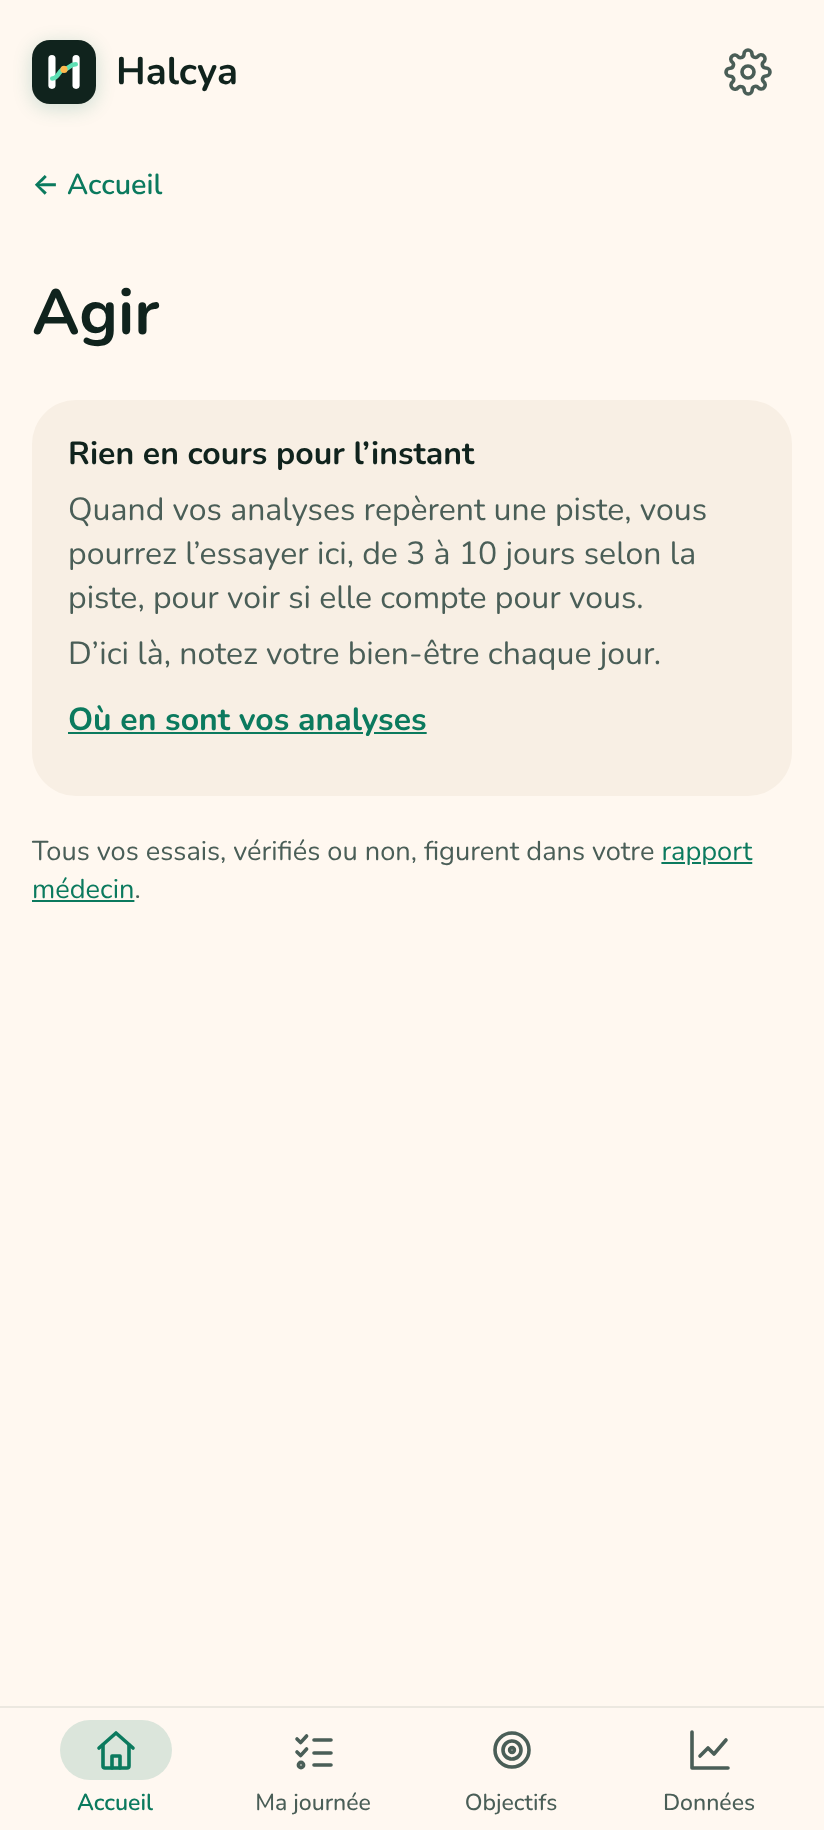 Halcya
← Accueil
Agir
Rien en cours pour l’instant
Quand vos analyses repèrent une piste, vous
pourrez l’essayer ici, de 3 à 10 jours selon la
piste, pour voir si elle compte pour vous.
D’ici là, notez votre bien-être chaque jour.
Où en sont vos analyses
Tous vos essais, vérifiés ou non, figurent dans votre rapport
médecin.
Accueil
Ma journée
Objectifs
Données